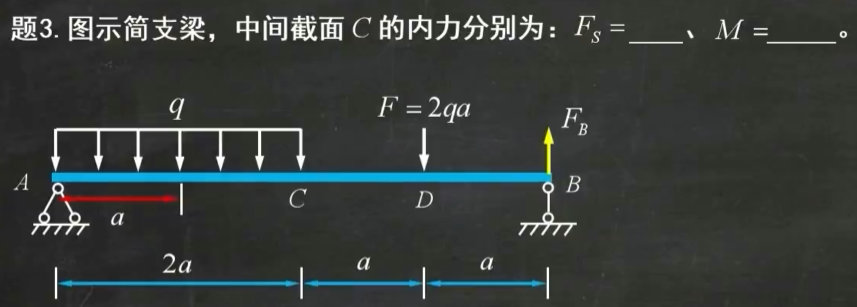 题3. 图示简支梁，中间截面 C 的内力分别为：F_S = ____、M = _____。
q
F = 2qa
F_B
A
a
C
D
B
2a
a
a